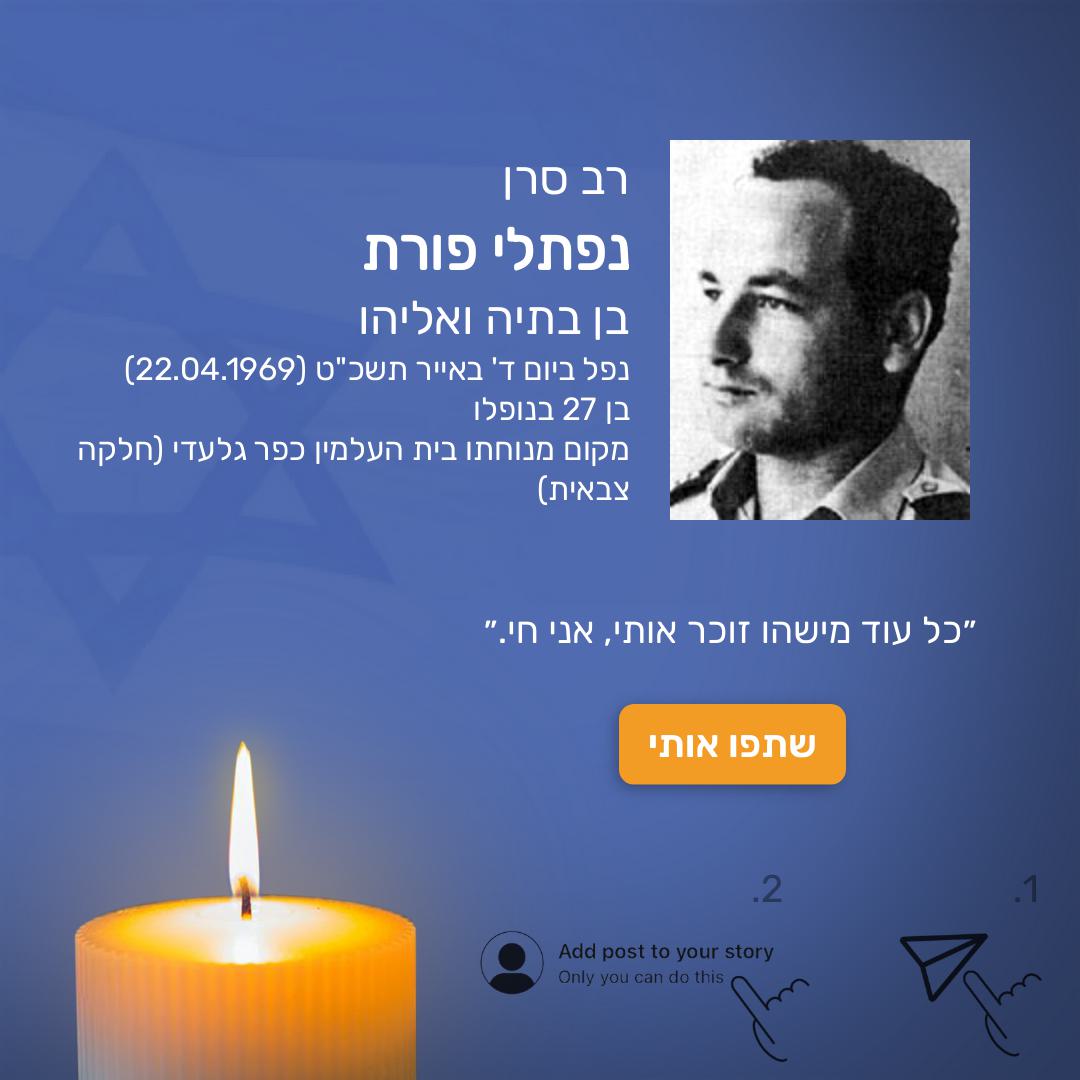 רב סרן
נפתלי פורת
בן בתיה ואליהו
נפל ביום ד' באייר תשכ"ט (22.04.1969)
בן 27 בנופלו
מקום מנוחתו בית העלמין כפר גלעדי (חלקה
צבאית)
״כל עוד מישהו זוכר אותי, אני חי.״
שתפו אותי
1.
2.
Add post to your story
Only you can do this